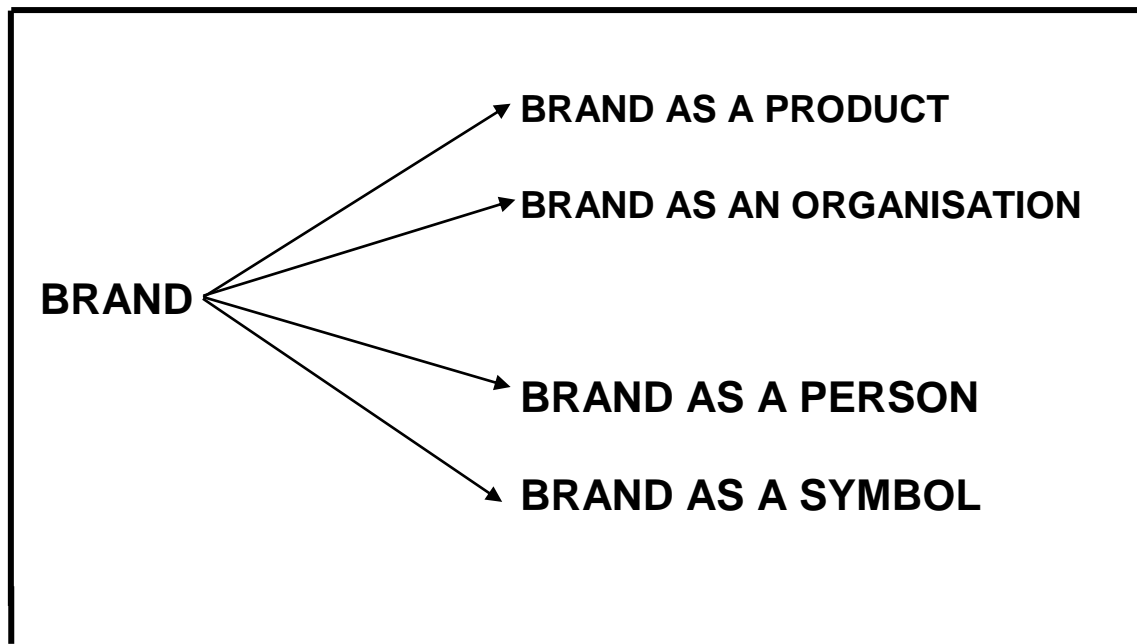 BRAND AS A PRODUCT
BRAND AS AN ORGANISATION
BRAND
BRAND AS A PERSON
BRAND AS A SYMBOL